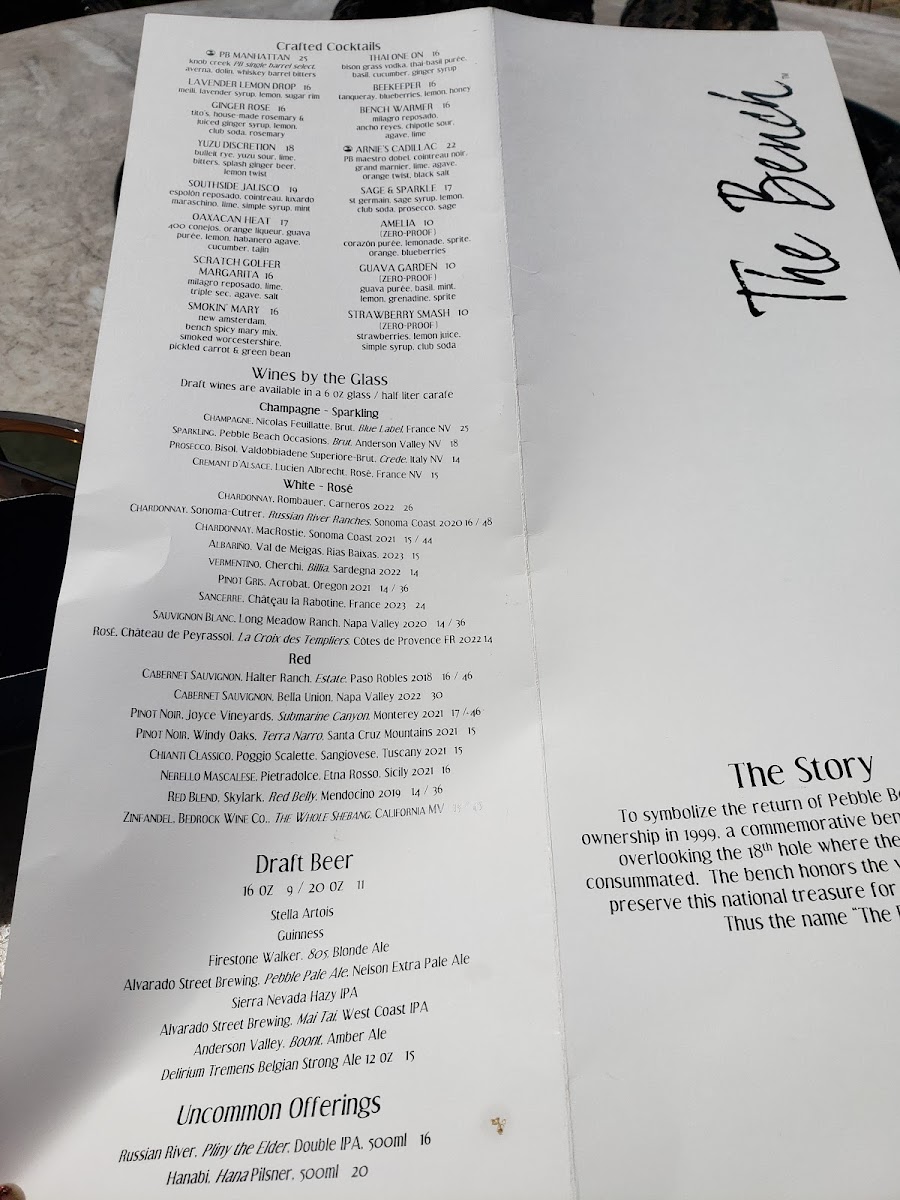 Crafted Cocktails
PB MANHATTAN 25
knob creek PB single barrel select,
averna, dolin, whiskey barrel bitters
LAVENDER LEMON DROP 16
meili, lavender syrup, lemon, sugar rim
GINGER ROSE 16
tito's, house-made rosemary &
juiced ginger syrup, lemon,
club soda, rosemary
YUZU DISCRETION 18
bulleit rye, yuzu sour, lime,
bitters, splash ginger beer,
lemon twist
SOUTHSIDE JALISCO 19
espolòn reposado, cointreau, luxardo
maraschino, lime, simple syrup, mint
OAXACAN HEAT 17
400 conejos, orange liqueur, guava
purée, lemon, habanero agave,
cucumber, tajin
SCRATCH GOLFER
MARGARITA 16
milagro reposado, lime,
triple sec, agave, salt
SMOKIN' MARY 16
new amsterdam,
bench spicy mary mix,
smoked worcestershire,
pickled carrot & green bean
THAI ONE ON 16
bison grass vodka, thai-basil purée,
basil, cucumber, ginger syrup
BEEKEEPER 16
tanqueray, blueberries, lemon, honey
BENCH WARMER 16
milagro reposado,
ancho reyes, chipotle sour,
agave, lime
ARNIE'S CADILLAC 22
PB maestro dobel, cointreau noir,
grand marnier, lime, agave,
orange twist, black salt
SAGE & SPARKLE 17
st germain, sage syrup, lemon,
club soda, prosecco, sage
AMELIA 10
(ZERO-PROOF)
corazón purée, lemonade, sprite,
orange, blueberries
GUAVA GARDEN 10
(ZERO-PROOF)
guava purée, basil, mint,
lemon, grenadine, sprite
STRAWBERRY SMASH 10
(ZERO-PROOF)
strawberries, lemon juice,
simple syrup, club soda
Wines by the Glass
Draft wines are available in a 6 oz glass / half liter carafe
Champagne - Sparkling
CHAMPAGNE, Nicolas Feuillatte, Brut, Blue Label, France NV 25
SPARKLING, Pebble Beach Occasions, Brut, Anderson Valley NV 18
PROSECCO, Bisol, Valdobbiadene Superiore-Brut, Crede, Italy NV 14
CREMANT D'ALSACE, Lucien Albrecht, Rosé, France NV 15
White - Rosé
CHARDONNAY, Rombauer, Carneros 2022 26
CHARDONNAY, Sonoma-Cutrer, Russian River Ranches, Sonoma Coast 2020 16 / 48
CHARDONNAY, MacRostie, Sonoma Coast 2021 15 / 44
ALBARIÑO, Val de Meigas, Rias Baixas, 2023 15
VERMENTINO, Cherchi, Billia, Sardegna 2022 14
PINOT GRIS, Acrobat, Oregon 2021 14 / 36
SANCERRE, Châtçau la Rabotine, France 2023 24
SAUVIGNON BLANC, Long Meadow Ranch, Napa Valley 2020 14 / 36
ROSÉ, Château de Peyrassol, La Croix des Templiers, Côtes de Provence FR 2022 14
Red
CABERNET SAUVIGNON, Halter Ranch, Estate, Paso Robles 2018 16 / 46
CABERNET SAUVIGNON, Bella Union, Napa Valley 2022 30
PINOT NOIR, Joyce Vineyards, Submarine Canyon, Monterey 2021 17 / 46
PINOT NOIR, Windy Oaks, Terra Narro, Santa Cruz Mountains 2021 15
CHIANTI CLASSICO, Poggio Scalette, Sangiovese, Tuscany 2021 15
NERELLO MASCALESE, Pietradolce, Etna Rosso, Sicily 2021 16
RED BLEND, Skylark, Red Belly, Mendocino 2019 14 / 36
ZINFANDEL, BEDROCK WINE CO., THE WHOLE SHEBANG, CALIFORNIA MV
Draft Beer
16 OZ 9 / 20 OZ 11
Stella Artois
Guinness
Firestone Walker, 805, Blonde Ale
Alvarado Street Brewing, Pebble Pale Ale, Nelson Extra Pale Ale
Sierra Nevada Hazy IPA
Alvarado Street Brewing, Mai Tai, West Coast IPA
Anderson Valley, Boont, Amber Ale
Delirium Tremens Belgian Strong Ale 12 OZ 15
Uncommon Offerings
Russian River, Pliny the Elder, Double IPA, 500ml 16
Hanabi, Hana Pilsner, 500ml 20
The Bench™
The Story
To symbolize the return of Pebble
ownership in 1999, a commemorative
overlooking the 18th hole where the
consummated. The bench honors the
preserve this national treasure for
Thus the name "The